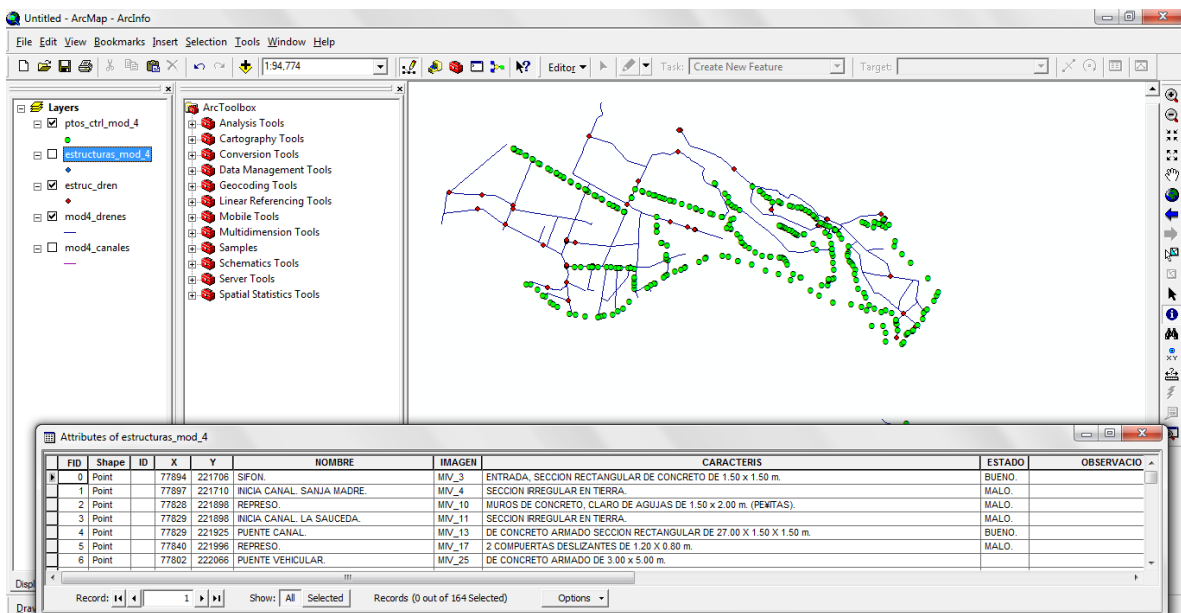 Untitled - ArcMap - ArcInfo
File Edit View Bookmarks Insert Selection Tools Window Help
1:94,774
Editor
Task: Create New Feature
Target:
Layers
ptos_ctrl_mod_4
estructuras_mod_4
estruc_dren
mod4_drenes
mod4_canales
ArcToolbox
Analysis Tools
Cartography Tools
Conversion Tools
Data Management Tools
Geocoding Tools
Linear Referencing Tools
Mobile Tools
Multidimension Tools
Samples
Schematics Tools
Server Tools
Spatial Statistics Tools
XY
Attributes of estructuras_mod_4
FID Shape ID X Y NOMBRE IMAGEN CARACTERIS ESTADO OBSERVACIO
0 Point 77894 221706 SIFON. MIV_3 ENTRADA, SECCION RECTANGULAR DE CONCRETO DE 1.50 x 1.50 m. BUENO.
1 Point 77897 221710 INICIA CANAL. SANJA MADRE. MIV_4 SECCION IRREGULAR EN TIERRA. MALO.
2 Point 77828 221898 REPRESO. MIV_10 MUROS DE CONCRETO, CLARO DE AGUJAS DE 1.50 x 2.00 m. (PE¥ITAS). MALO.
3 Point 77829 221898 INICIA CANAL. LA SAUCEDA. MIV_11 SECCION IRREGULAR EN TIERRA. MALO.
4 Point 77829 221925 PUENTE CANAL. MIV_13 DE CONCRETO ARMADO SECCION RECTANGULAR DE 27.00 X 1.50 X 1.50 m. BUENO.
5 Point 77840 221996 REPRESO. MIV_17 2 COMPUERTAS DESLIZANTES DE 1.20 X 0.80 m. MALO.
6 Point 77802 222066 PUENTE VEHICULAR. MIV_25 DE CONCRETO ARMADO DE 3.00 x 5.00 m.
Displ
Record: 1 Show: All Selected Records (0 out of 164 Selected) Options
Draw